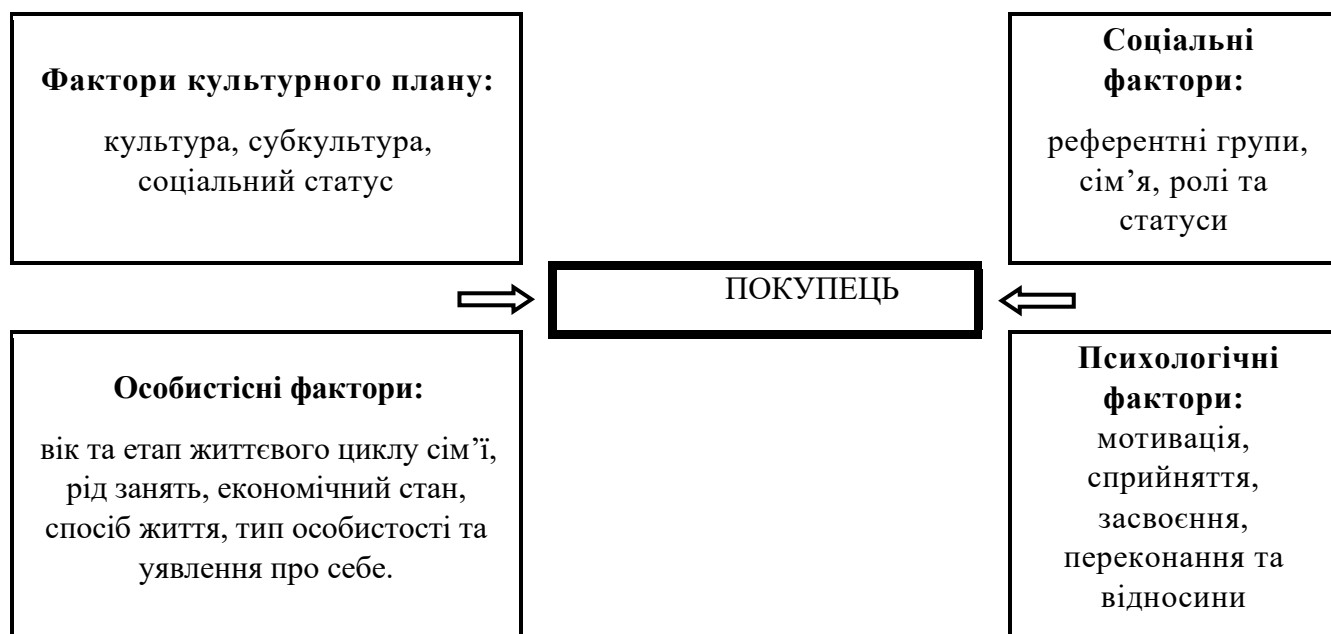 Фактори культурного плану:
культура, субкультура,
соціальний статус
Соціальні
фактори:
референтні групи,
сім’я, ролі та
статуси
ПОКУПЕЦЬ
Особистісні фактори:
вік та етап життєвого циклу сім’ї,
рід занять, економічний стан,
спосіб життя, тип особистості та
уявлення про себе.
Психологічні
фактори:
мотивація,
сприйняття,
засвоєння,
переконання та
відносини